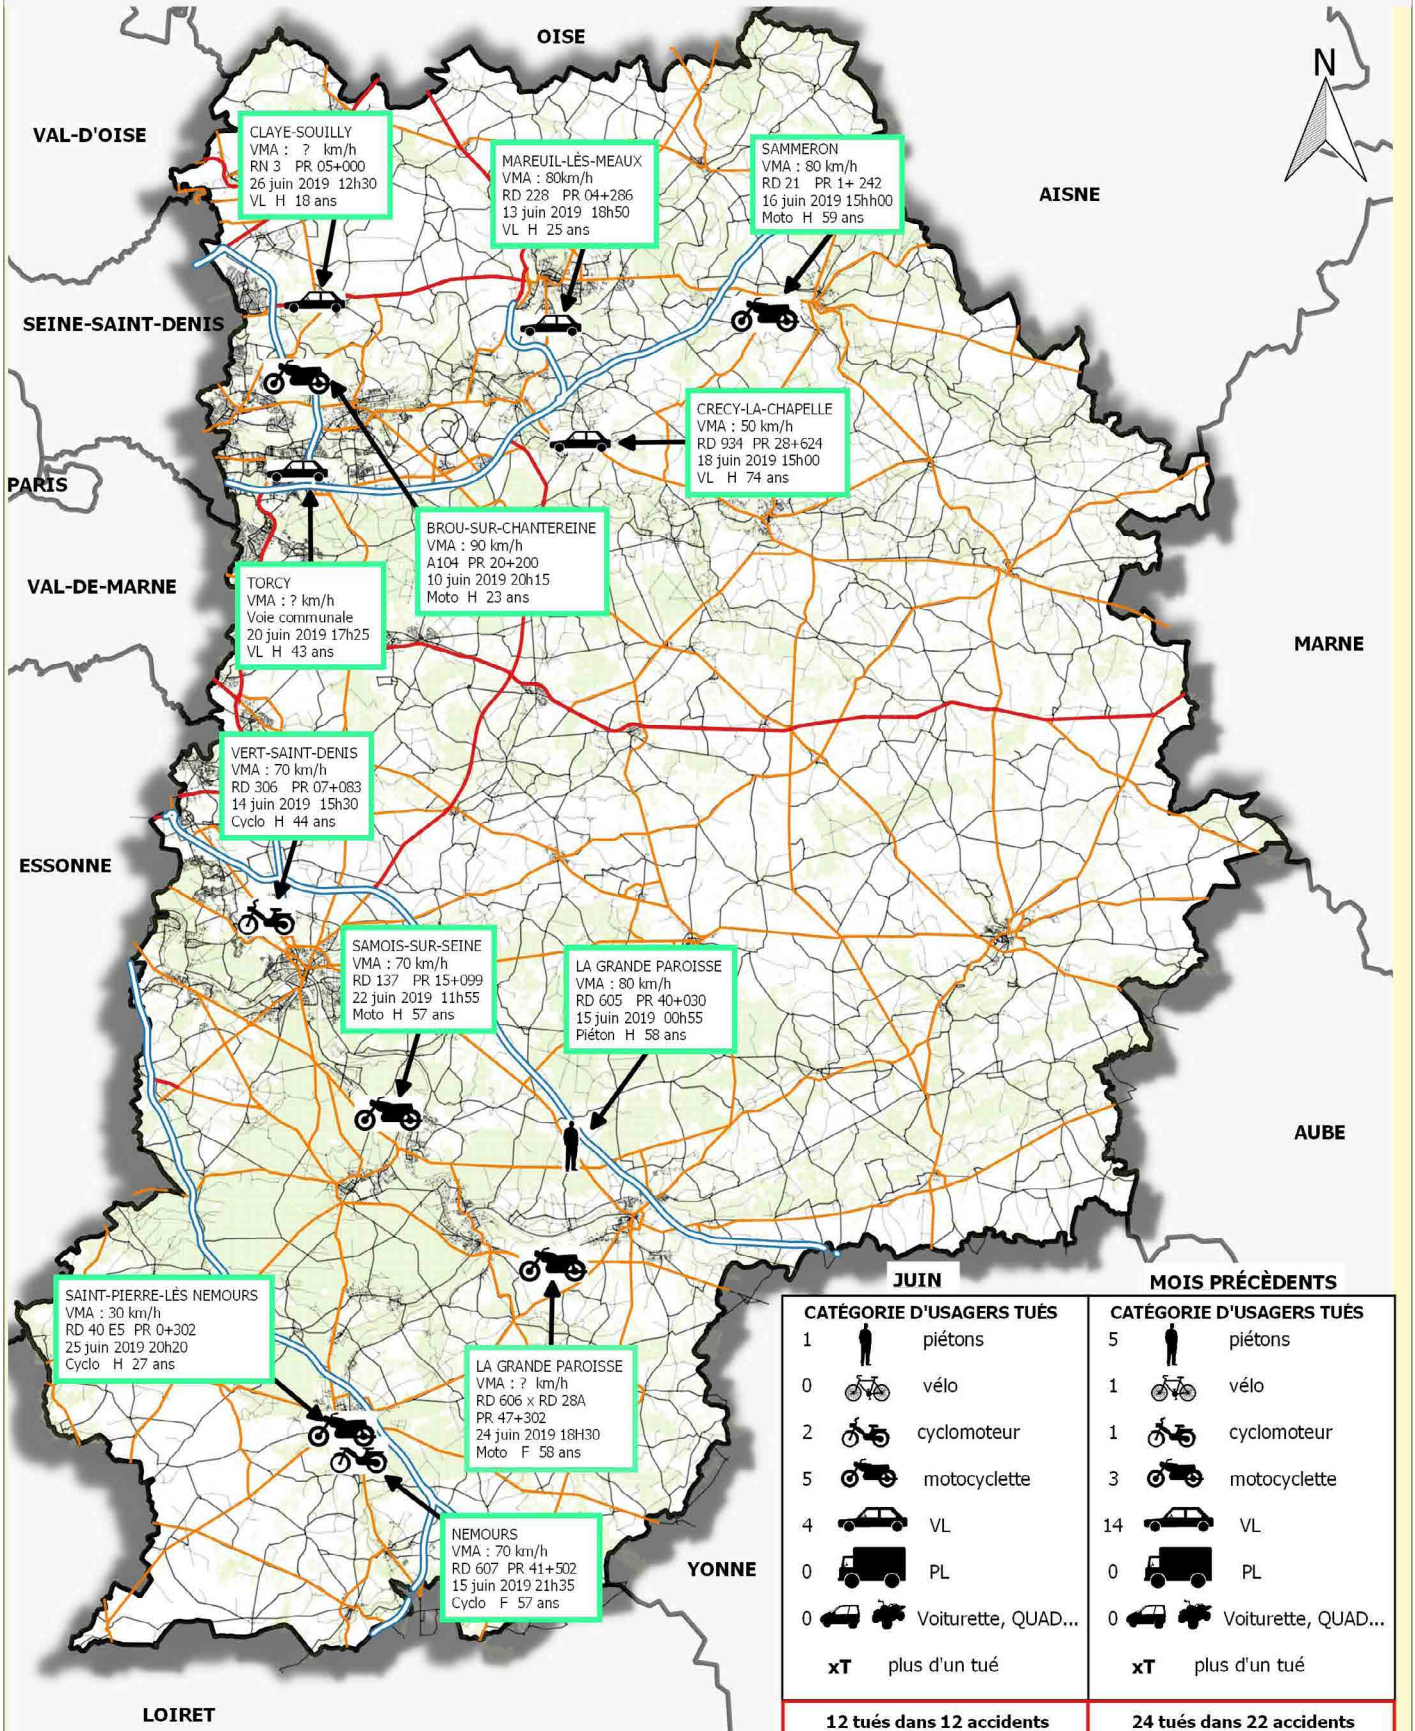 OISE
N
VAL-D'OISE
AISNE
SEINE-SAINT-DENIS
PARIS
VAL-DE-MARNE
MARNE
ESSONNE
AUBE
YONNE
LOIRET
CLAYE-SOUILLY
VMA : ? km/h
RN 3 PR 05+000
26 juin 2019 12h30
VL H 18 ans
MAREUIL-LÈS-MEAUX
VMA : 80km/h
RD 228 PR 04+286
13 juin 2019 18h50
VL H 25 ans
SAMMERON
VMA : 80 km/h
RD 21 PR 1+ 242
16 juin 2019 15hh00
Moto H 59 ans
CRECY-LA-CHAPELLE
VMA : 50 km/h
RD 934 PR 28+624
18 juin 2019 15h00
VL H 74 ans
BROU-SUR-CHANTEREINE
VMA : 90 km/h
A104 PR 20+200
10 juin 2019 20h15
Moto H 23 ans
TORCY
VMA : ? km/h
Voie communale
20 juin 2019 17h25
VL H 43 ans
VERT-SAINT-DENIS
VMA : 70 km/h
RD 306 PR 07+083
14 juin 2019 15h30
Cyclo H 44 ans
SAMOIS-SUR-SEINE
VMA : 70 km/h
RD 137 PR 15+099
22 juin 2019 11h55
Moto H 57 ans
LA GRANDE PAROISSE
VMA : 80 km/h
RD 605 PR 40+030
15 juin 2019 00h55
Piéton H 58 ans
SAINT-PIERRE-LÈS NEMOURS
VMA : 30 km/h
RD 40 E5 PR 0+302
25 juin 2019 20h20
Cyclo H 27 ans
LA GRANDE PAROISSE
VMA : ? km/h
RD 606 x RD 28A
PR 47+302
24 juin 2019 18H30
Moto F 58 ans
NEMOURS
VMA : 70 km/h
RD 607 PR 41+502
15 juin 2019 21h35
Cyclo F 57 ans
JUIN
CATÉGORIE D'USAGERS TUÉS
1 piétons
0 vélo
2 cyclomoteur
5 motocyclette
4 VL
0 PL
0 Voiturette, QUAD...
xT plus d'un tué
12 tués dans 12 accidents
MOIS PRÉCÈDENTS
CATÉGORIE D'USAGERS TUÉS
5 piétons
1 vélo
1 cyclomoteur
3 motocyclette
14 VL
0 PL
0 Voiturette, QUAD...
xT plus d'un tué
24 tués dans 22 accidents